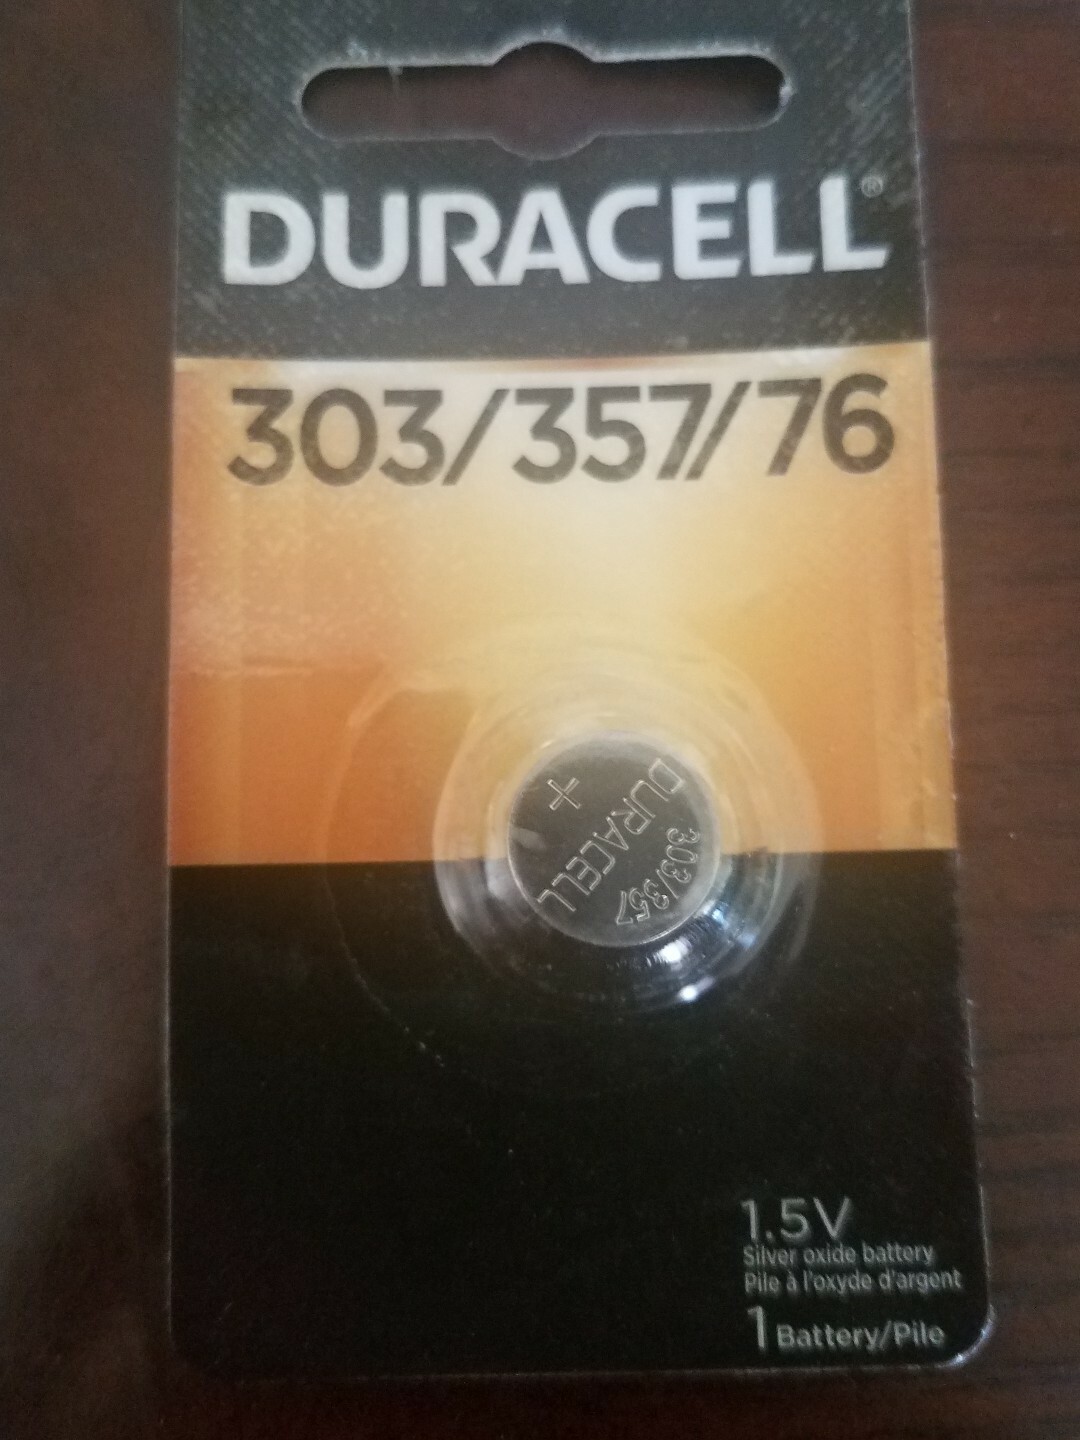 DURACELL®
303/357/76
+
DURACELL
303/357
1.5V
Silver oxide battery
Pile à l'oxyde d'argent
1 Battery/Pile